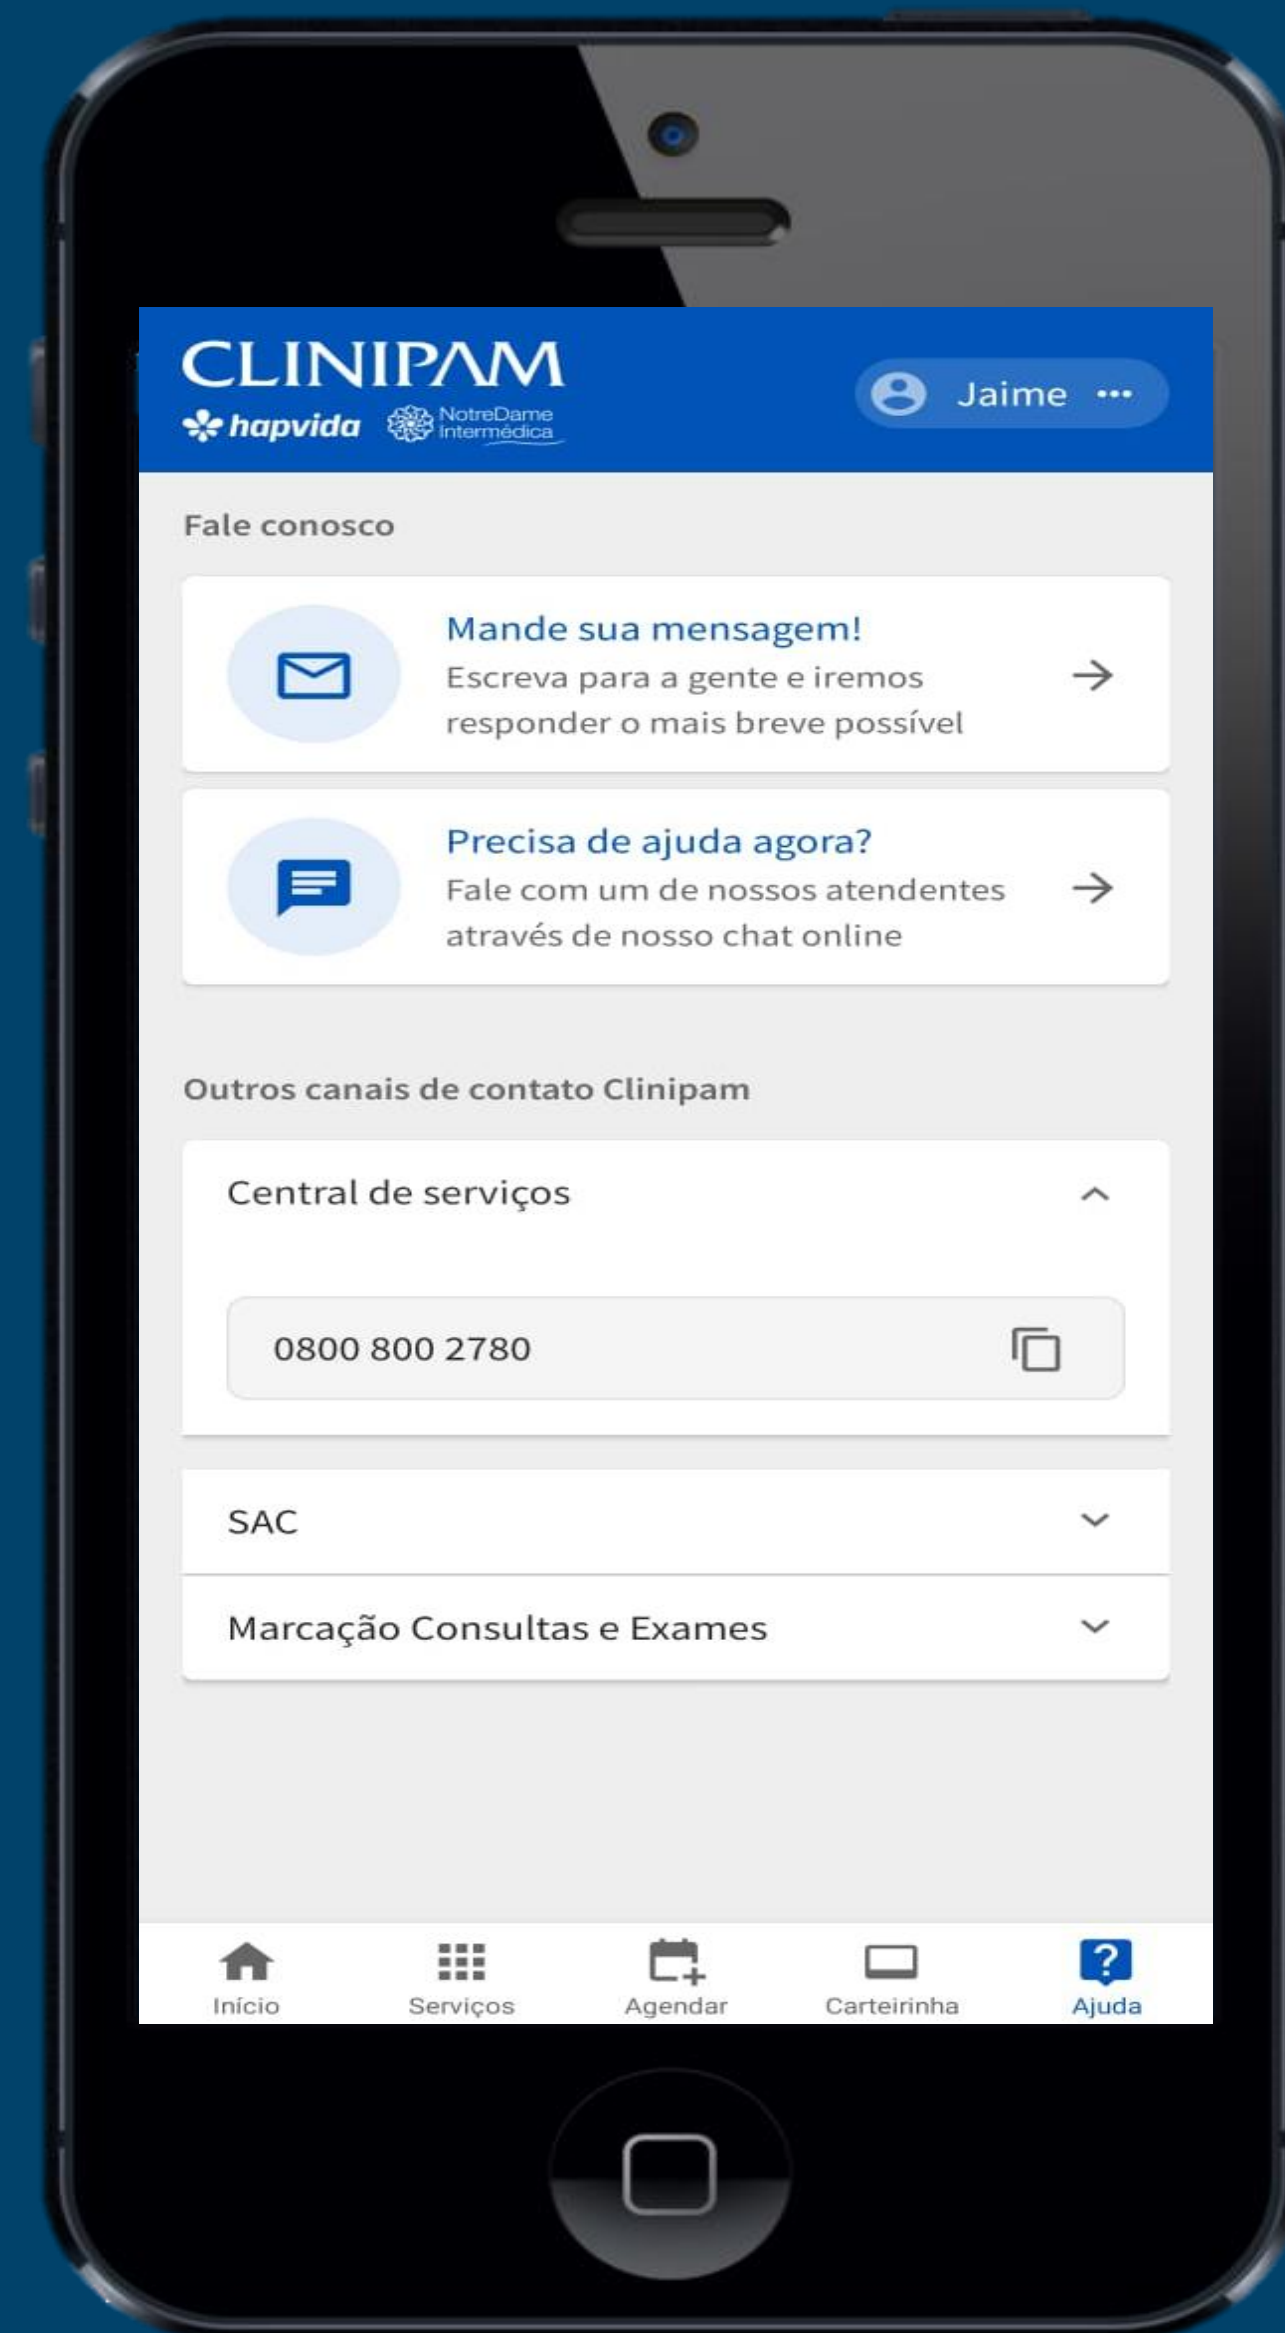 CLINIPAM
Jaime
hapvida NotreDame
Intermédica
Fale conosco
Mande sua mensagem!
Escreva para a gente e iremos
responder o mais breve possível
Precisa de ajuda agora?
Fale com um de nossos atendentes
através de nosso chat online
Outros canais de contato Clinipam
Central de serviços
0800 800 2780
SAC
Marcação Consultas e Exames
Início Serviços Agendar Carteirinha Ajuda